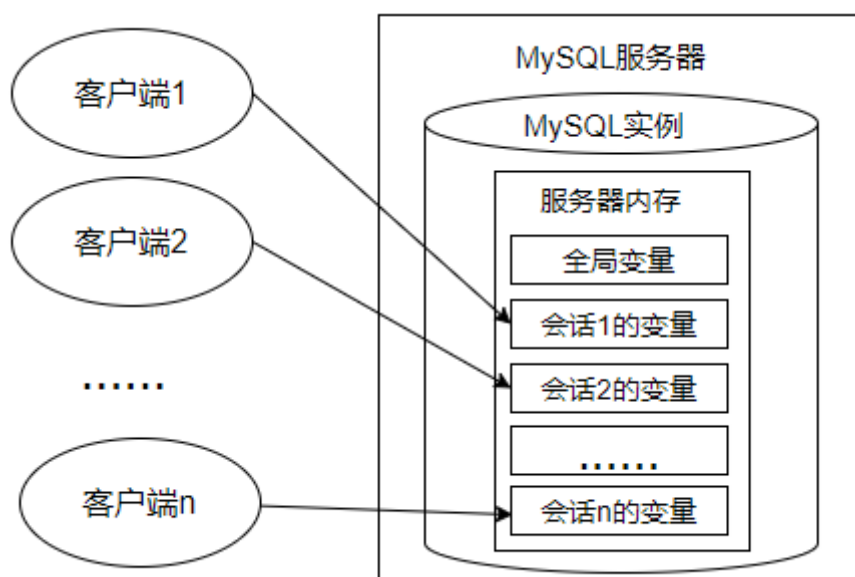 MySQL服务器
客户端1
MySQL实例
服务器内存
客户端2
全局变量
会话1的变量
......
会话2的变量
......
客户端n
会话n的变量